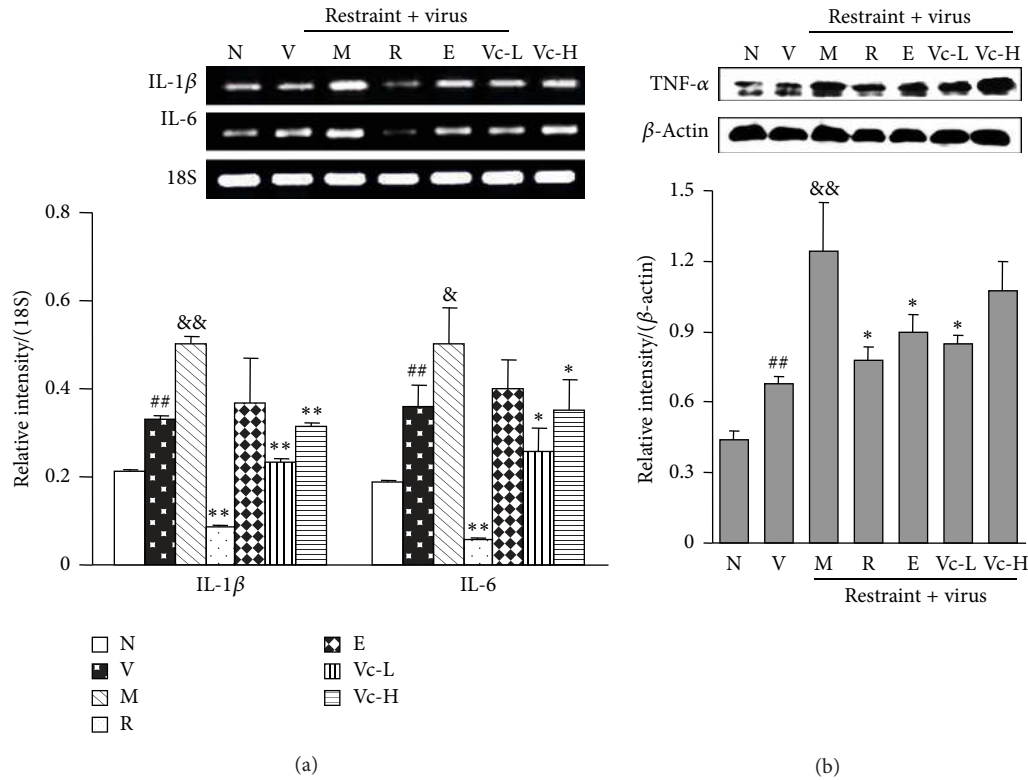 Restraint + virus
N V M R E Vc-L Vc-H
IL-1β
IL-6
18S
0.8
0.6
0.4
0.2
0
Relative intensity/(18S)
## && ** ** **
## & ** * *
IL-1β IL-6
N
V
M
R
E
Vc-L
Vc-H
(a)
Restraint + virus
N V M R E Vc-L Vc-H
TNF-α
β-Actin
1.5
1.2
0.9
0.6
0.3
0
Relative intensity/(β-actin)
## && * * *
N V M R E Vc-L Vc-H
Restraint + virus
(b)